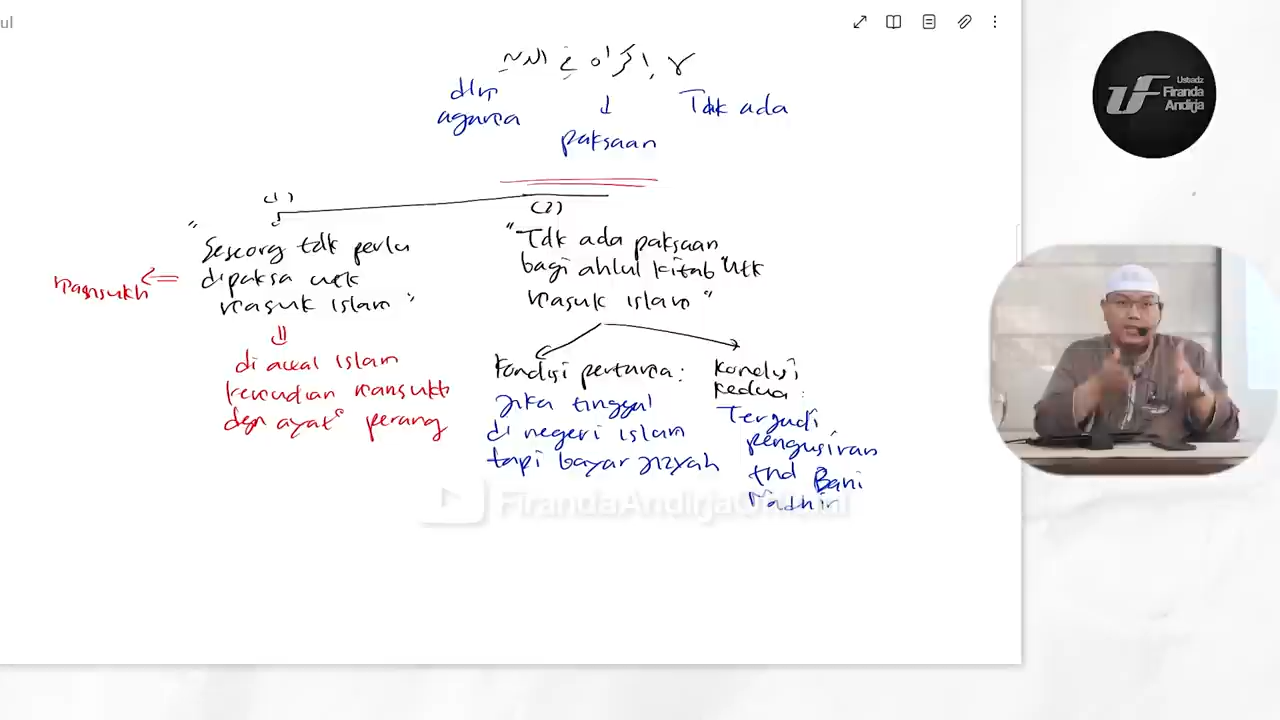 ul
لا إكراه في الدين
Tdk ada
paksaan
dlm
agama
(1)
"Seseorg tdk perlu
dipaksa utk
masuk islam"
mansukh
di awal islam
kemudian mansukh
dgn ayat² perang
(2)
"Tdk ada paksaan
bagi ahlul kitab utk
masuk islam"
Kondisi pertama:
jika tinggal
di negeri islam
tapi bayar jizyah
Kondisi
kedua:
Terjadi
pengusiran
thd Bani
Nadhir
FirandaAndirjaOfficial
Ustadz
Firanda
Andirja